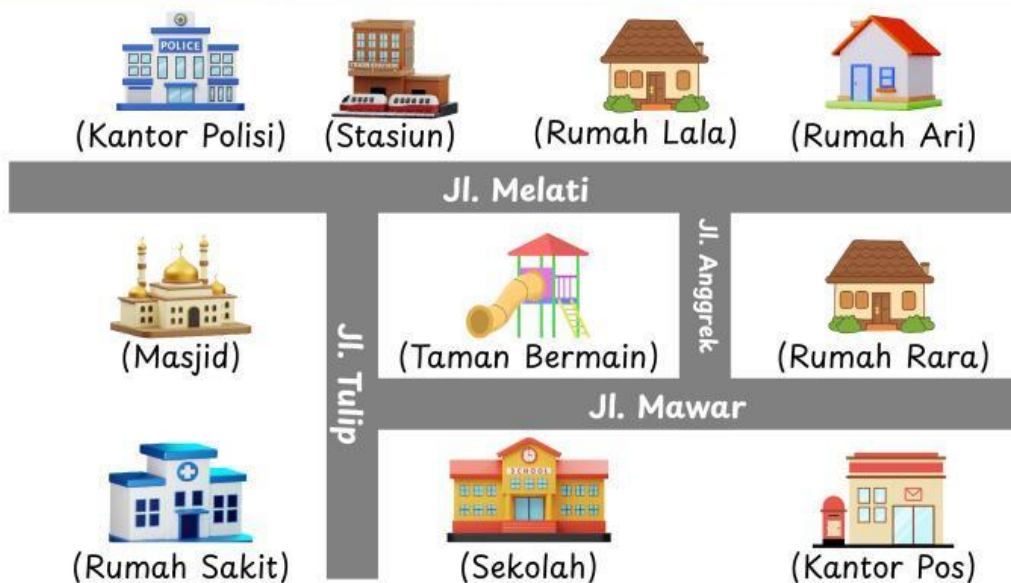 POLICE
(Kantor Polisi)
(Stasiun)
(Rumah Lala)
(Rumah Ari)
Jl. Melati
(Masjid)
Jl. Tulip
(Taman Bermain)
Jl. Anggrek
(Rumah Rara)
Jl. Mawar
(Rumah Sakit)
SCHOOL
(Sekolah)
(Kantor Pos)